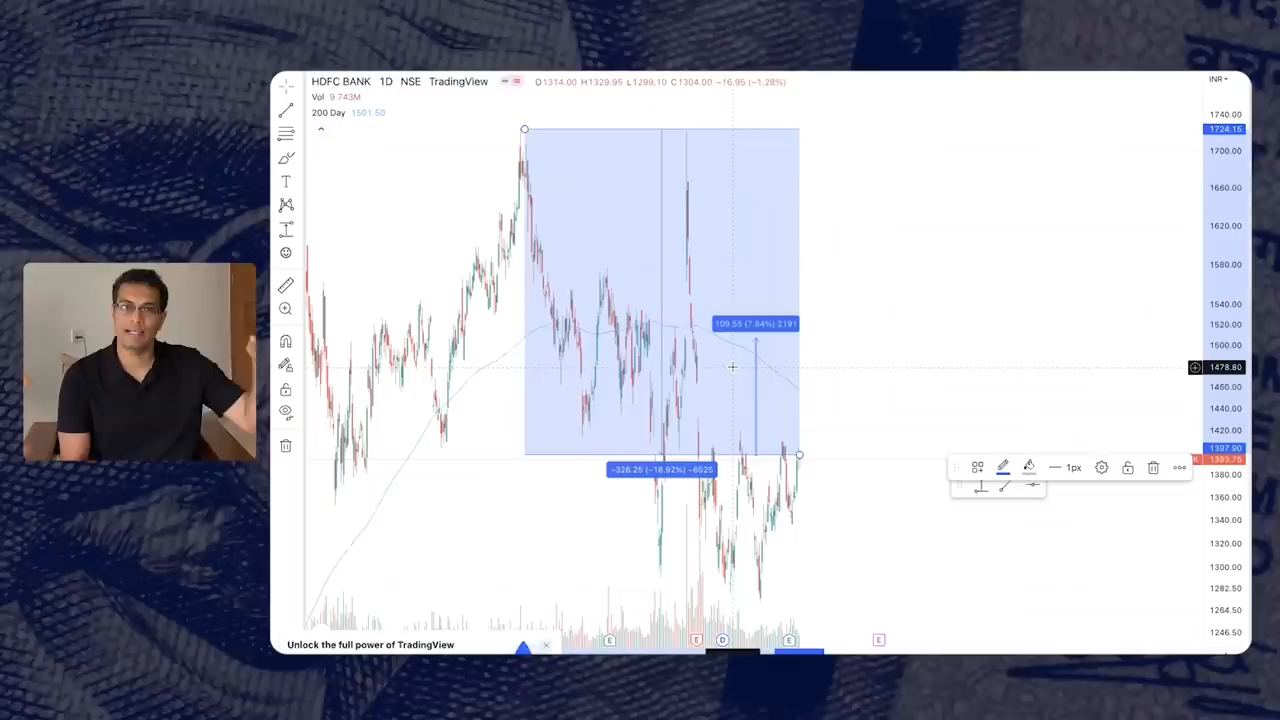 HDFC BANK 1D NSE TradingView O1314.00 H1329.95 L1299.10 C1304.00 −16.95 (−1.28%)
INR
Vol 9.743M
200 Day 1501.50
1740.00
1724.15
1700.00
1660.00
1620.00
1580.00
1540.00
109.55 (7.84%) 2191
1520.00
1500.00
1478.80
1460.00
1440.00
1420.00
1397.90
1393.75
−326.25 (−18.92%) −6525
1px
1380.00
1360.00
1340.00
1320.00
1300.00
1282.50
1264.50
1246.50
E E D E E
Unlock the full power of TradingView